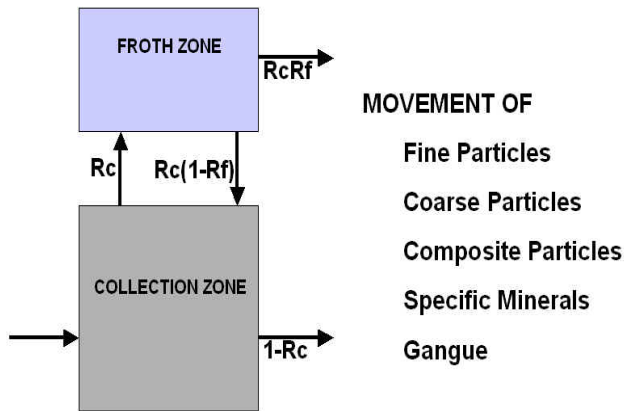 FROTH ZONE
RcRf
Rc
Rc(1-Rf)
COLLECTION ZONE
1-Rc
MOVEMENT OF
Fine Particles
Coarse Particles
Composite Particles
Specific Minerals
Gangue